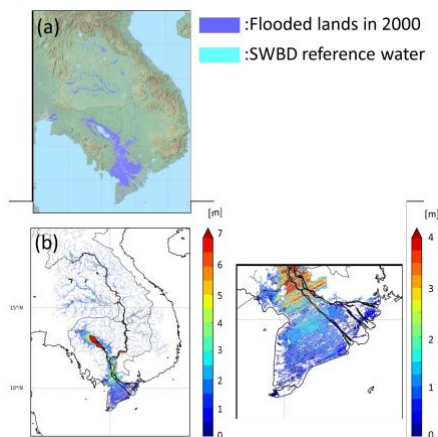 (a)
:Flooded lands in 2000
:SWBD reference water
(b)
[m]
7
6
5
4
3
2
1
0
15°N
10°N
[m]
4
3
2
1
0